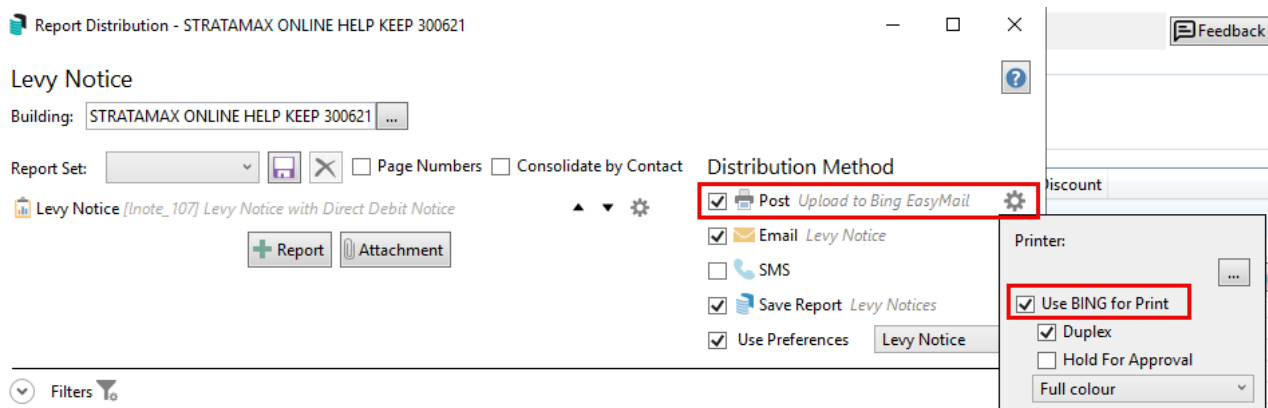 Report Distribution - STRATAMAX ONLINE HELP KEEP 300621
Feedback
Levy Notice
Building: STRATAMAX ONLINE HELP KEEP 300621 ...
Report Set: Page Numbers Consolidate by Contact
Distribution Method
Discount
Levy Notice [lnote_107] Levy Notice with Direct Debit Notice
Post Upload to Bing EasyMail
Report Attachment
Email Levy Notice
SMS
Save Report Levy Notices
Use Preferences Levy Notice
Printer:
...
Use BING for Print
Duplex
Hold For Approval
Full colour
Filters